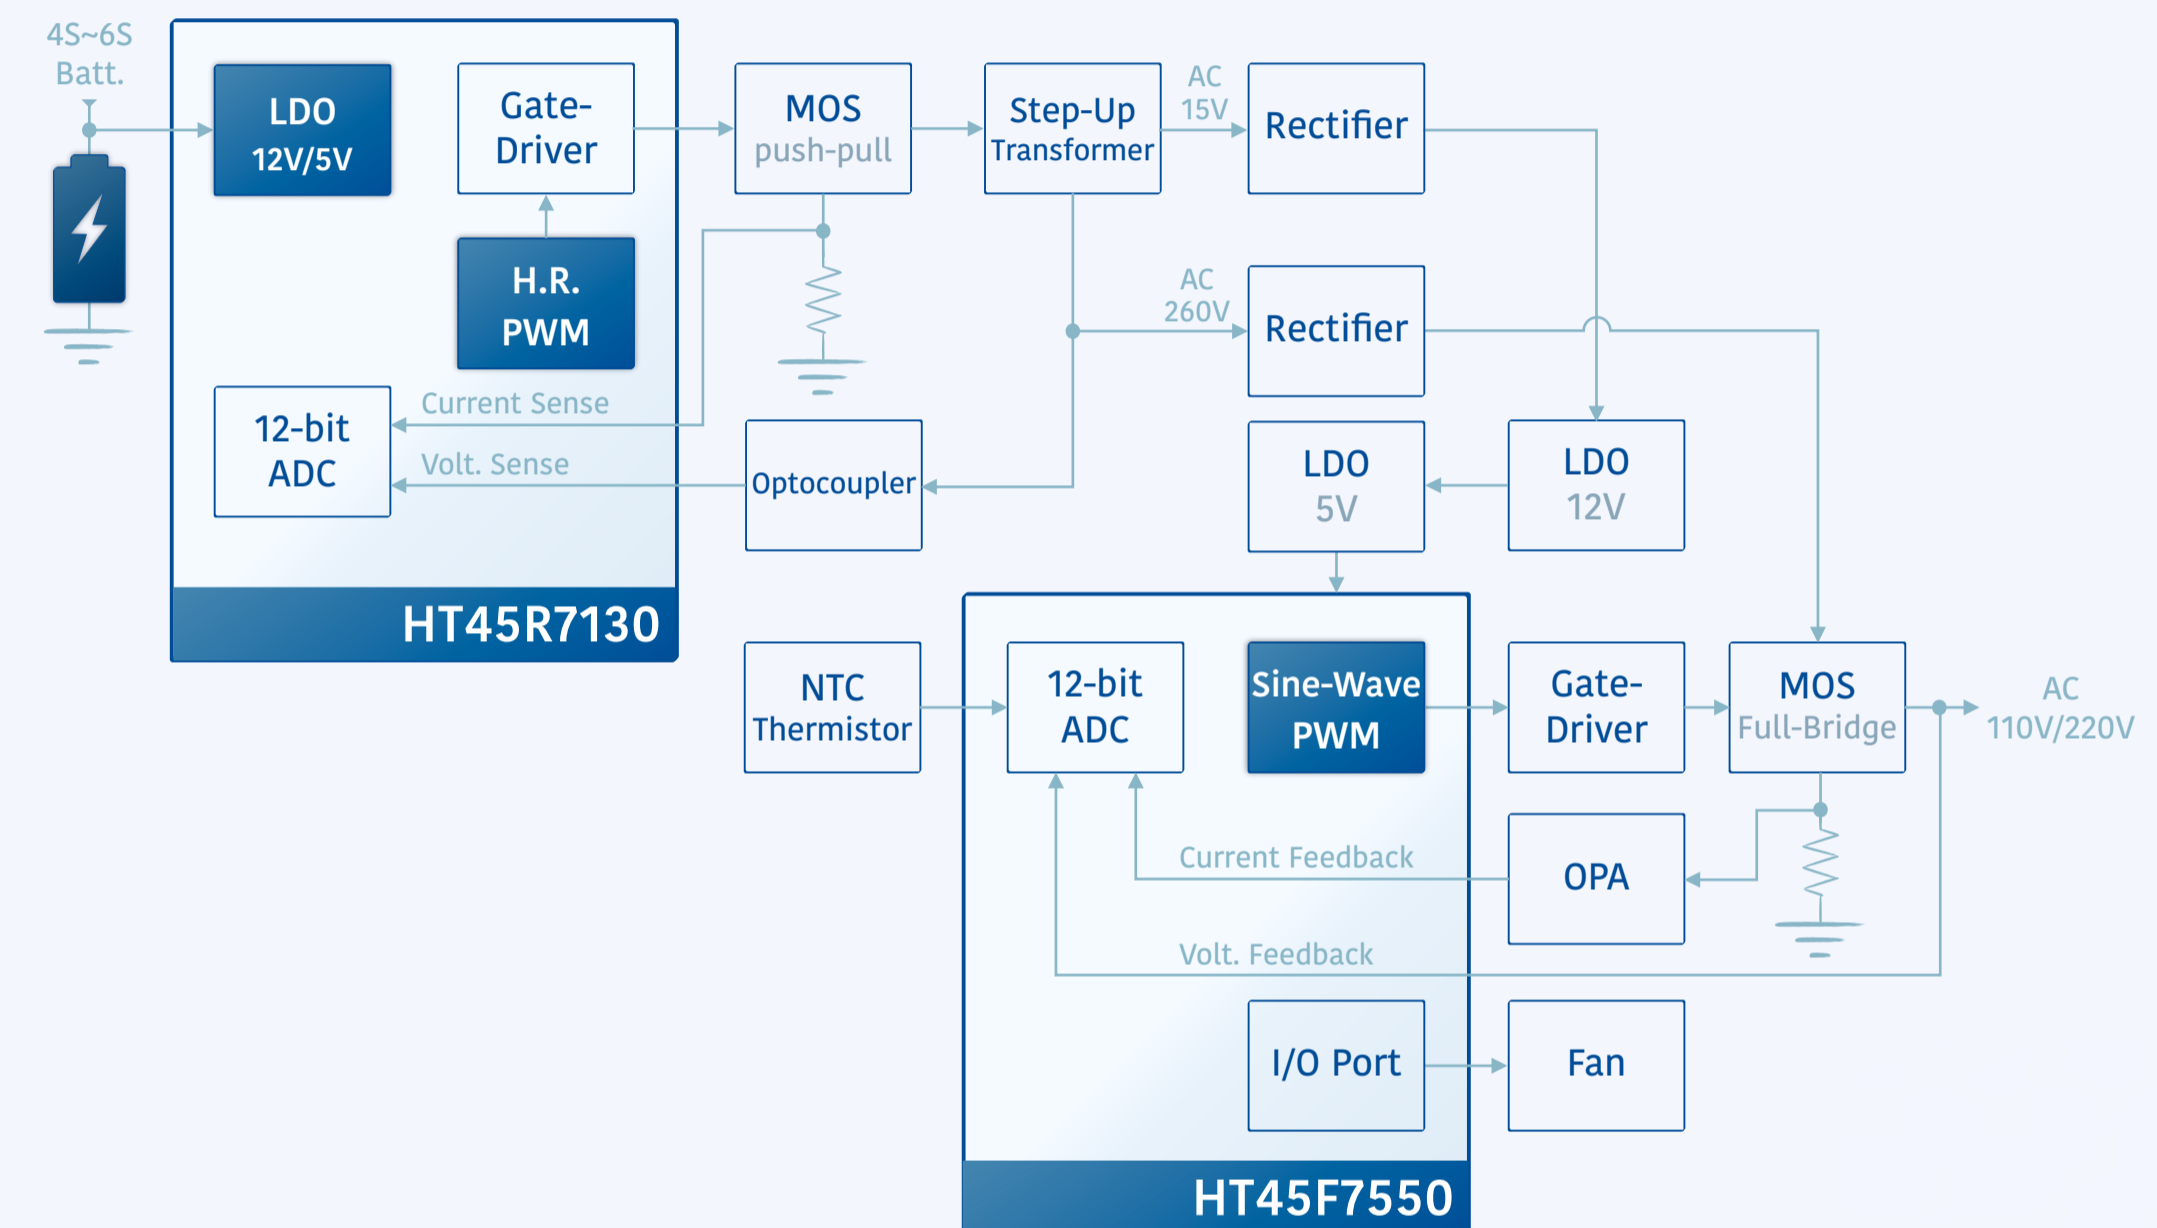 4S~6S
Batt.
LDO
12V/5V
Gate-
Driver
H.R.
PWM
12-bit
ADC
Current Sense
Volt. Sense
HT45R7130
MOS
push-pull
Step-Up
Transformer
AC
15V
Rectifier
AC
260V
Rectifier
Optocoupler
LDO
5V
LDO
12V
NTC
Thermistor
12-bit
ADC
Sine-Wave
PWM
Gate-
Driver
MOS
Full-Bridge
AC
110V/220V
Current Feedback
OPA
Volt. Feedback
I/O Port
Fan
HT45F7550